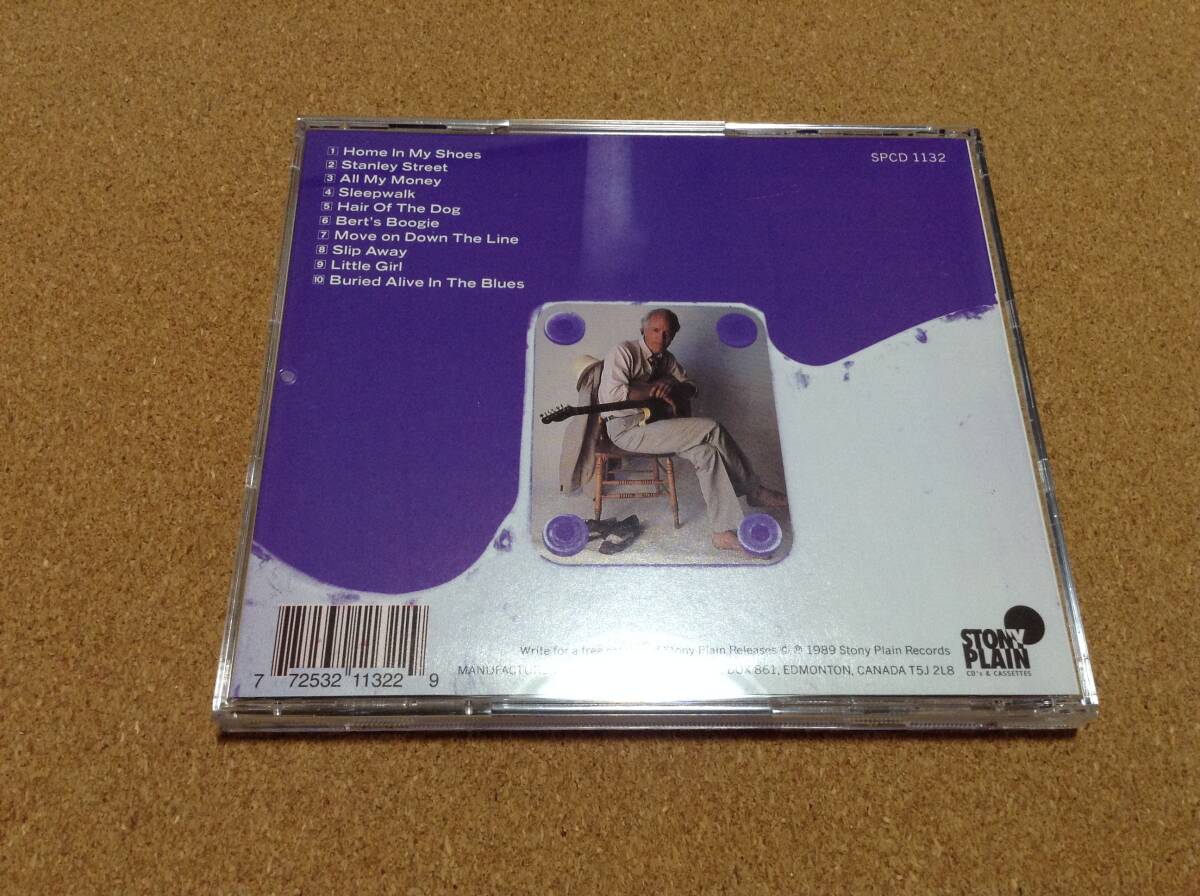 1 Home In My Shoes
2 Stanley Street
3 All My Money
4 Sleepwalk
5 Hair Of The Dog
6 Bert's Boogie
7 Move on Down The Line
8 Slip Away
9 Little Girl
10 Buried Alive In The Blues
SPCD 1132
7 72532 11322 9
Write for a free of Stony Plain Releases © ℗ 1989 Stony Plain Records
BOX 861, EDMONTON, CANADA T5J 2L8
STONY
PLAIN
CD's & CASSETTES